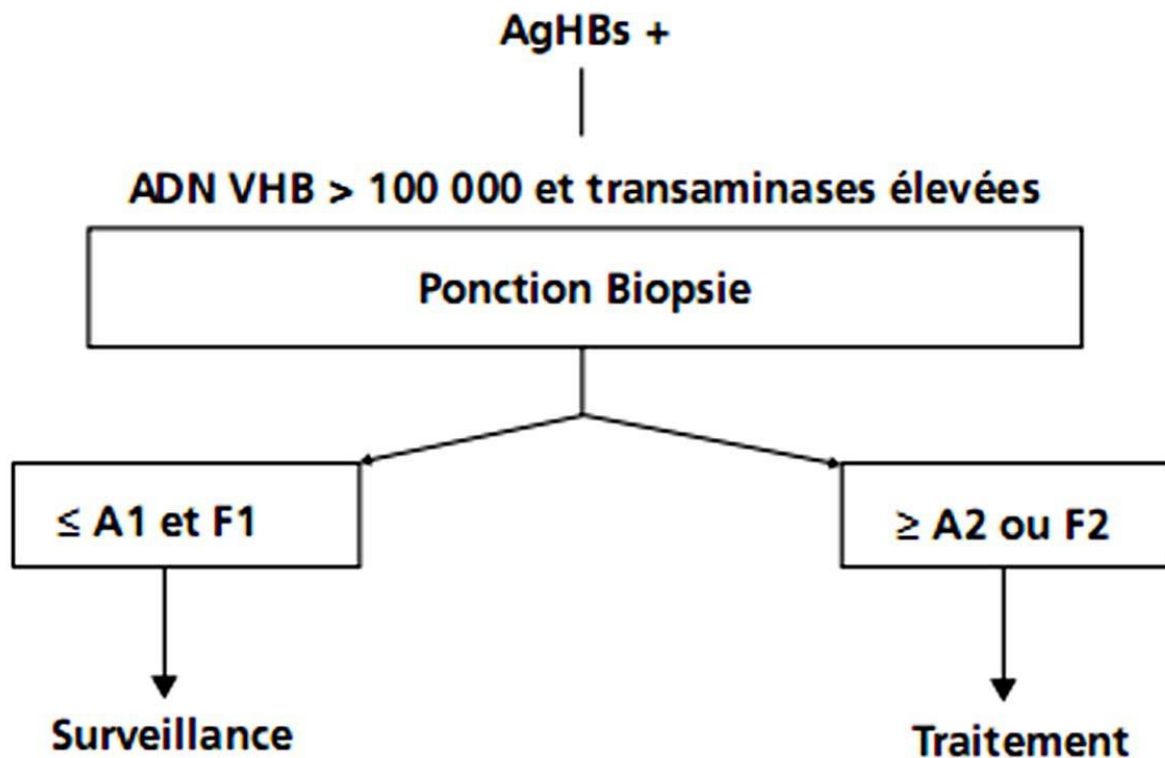 AgHBs +
ADN VHB > 100 000 et transaminases élevées
Ponction Biopsie
≤ A1 et F1
≥ A2 ou F2
Surveillance
Traitement